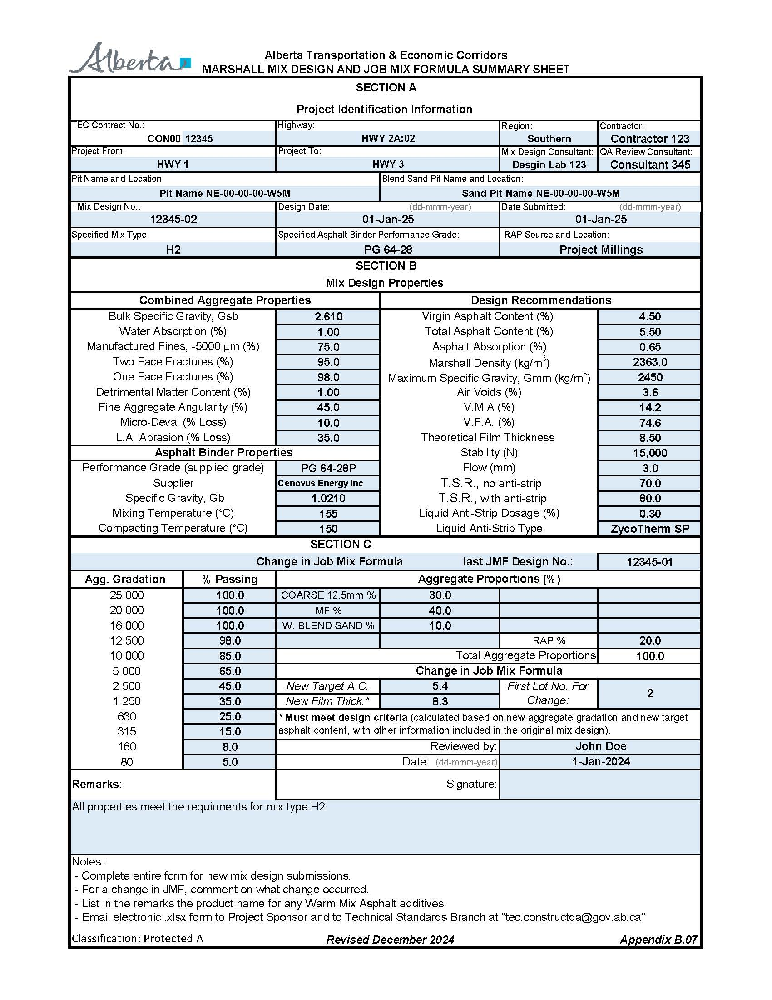 Alberta
Alberta Transportation & Economic Corridors
MARSHALL MIX DESIGN AND JOB MIX FORMULA SUMMARY SHEET
SECTION A
Project Identification Information
TEC Contract No.: Highway: Region: Contractor:
CON00 12345 HWY 2A:02 Southern Contractor 123
Project From: Project To: Mix Design Consultant: QA Review Consultant:
HWY 1 HWY 3 Desgin Lab 123 Consultant 345
Pit Name and Location: Blend Sand Pit Name and Location:
Pit Name NE-00-00-00-W5M Sand Pit Name NE-00-00-00-W5M
* Mix Design No.: Design Date: (dd-mmm-year) Date Submitted: (dd-mmm-year)
12345-02 01-Jan-25 01-Jan-25
Specified Mix Type: Specified Asphalt Binder Performance Grade: RAP Source and Location:
H2 PG 64-28 Project Millings
SECTION B
Mix Design Properties
Combined Aggregate Properties Design Recommendations
Bulk Specific Gravity, Gsb 2.610 Virgin Asphalt Content (%) 4.50
Water Absorption (%) 1.00 Total Asphalt Content (%) 5.50
Manufactured Fines, -5000 µm (%) 75.0 Asphalt Absorption (%) 0.65
Two Face Fractures (%) 95.0 Marshall Density (kg/m³) 2363.0
One Face Fractures (%) 98.0 Maximum Specific Gravity, Gmm (kg/m³) 2450
Detrimental Matter Content (%) 1.00 Air Voids (%) 3.6
Fine Aggregate Angularity (%) 45.0 V.M.A (%) 14.2
Micro-Deval (% Loss) 10.0 V.F.A. (%) 74.6
L.A. Abrasion (% Loss) 35.0 Theoretical Film Thickness 8.50
Asphalt Binder Properties Stability (N) 15,000
Performance Grade (supplied grade) PG 64-28P Flow (mm) 3.0
Supplier Cenovus Energy Inc T.S.R., no anti-strip 70.0
Specific Gravity, Gb 1.0210 T.S.R., with anti-strip 80.0
Mixing Temperature (°C) 155 Liquid Anti-Strip Dosage (%) 0.30
Compacting Temperature (°C) 150 Liquid Anti-Strip Type ZycoTherm SP
SECTION C
Change in Job Mix Formula last JMF Design No.: 12345-01
Agg. Gradation % Passing Aggregate Proportions (%)
25 000 100.0 COARSE 12.5mm % 30.0
20 000 100.0 MF % 40.0
16 000 100.0 W. BLEND SAND % 10.0
12 500 98.0 RAP % 20.0
10 000 85.0 Total Aggregate Proportions 100.0
5 000 65.0 Change in Job Mix Formula
2 500 45.0 New Target A.C. 5.4 First Lot No. For Change: 2
1 250 35.0 New Film Thick.* 8.3
630 25.0 * Must meet design criteria (calculated based on new aggregate gradation and new target
315 15.0 asphalt content, with other information included in the original mix design).
160 8.0 Reviewed by: John Doe
80 5.0 Date: (dd-mmm-year) 1-Jan-2024
Remarks: Signature:
All properties meet the requirments for mix type H2.
Notes :
- Complete entire form for new mix design submissions.
- For a change in JMF, comment on what change occurred.
- List in the remarks the product name for any Warm Mix Asphalt additives.
- Email electronic .xlsx form to Project Sponsor and to Technical Standards Branch at "tec.constructqa@gov.ab.ca"
Classification: Protected A Revised December 2024 Appendix B.07